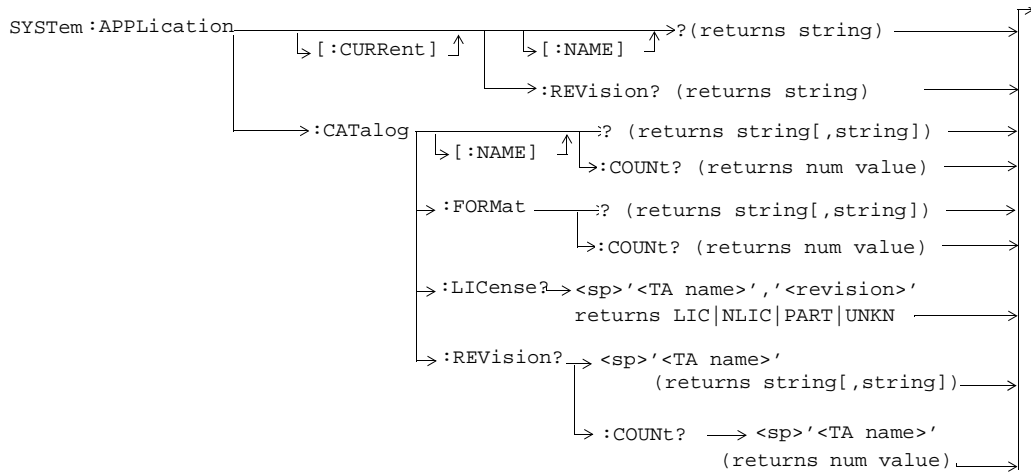 SYSTem:APPLication
[:CURRent]
[:NAME]
?(returns string)
:REVision? (returns string)
:CATalog
[:NAME]
? (returns string[,string])
:COUNt? (returns num value)
:FORMat
? (returns string[,string])
:COUNt? (returns num value)
:LICense?
<sp>'<TA name>','<revision>'
returns LIC|NLIC|PART|UNKN
:REVision?
<sp>'<TA name>'
(returns string[,string])
:COUNt?
<sp>'<TA name>'
(returns num value)